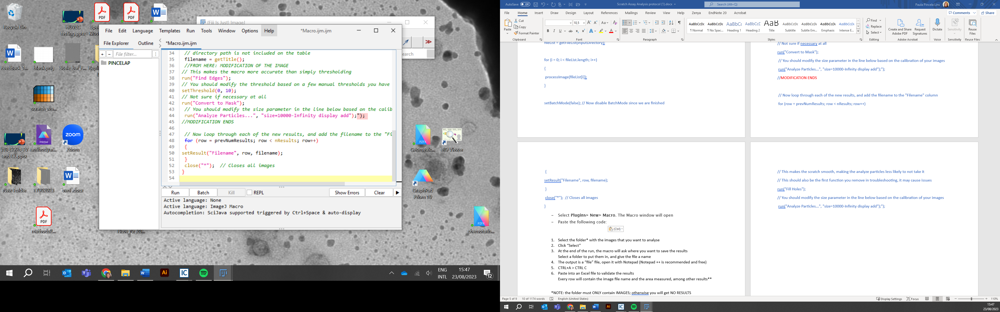 Recycle Bin
HUVEC
testing.pptx
Feedback_1...
blank.png
Scale_bar_F...
scratch_wo...
WB_CD24_EV
and CL.pptx
antibodyar...
Zoom
New Folder
17082023
veni .docx
methods2...
Fiche_Nr_28...
Geometric...
eID Viewer
GraphPad
Prism 10
chemotaxis...
(Fiji Is Just) ImageJ
File Edit Language Templates Run Tools Window Options Help *Macro.ijm.ijm
File Explorer Outline *Macro.ijm.ijm
+ - File filter...
PINCELAP
34 // directory path is not included on the table
35 filename = getTitle();
36 //FROM HERE: MODIFICATION OF THE IMAGE
37 // This makes the macro more accurate than simply thresholding
38 run("Find Edges");
39 // You should modify the threshold based on a few manual thresholds you have
40 setThreshold(0, 10);
41 // Not sure if necessary at all
42 run("Convert to Mask");
43 // You should modify the size parameter in the line below based on the calib
44 run("Analyze Particles...", "size=10000-Infinity display add");");
45 //MODIFICATION ENDS
46
47 // Now loop through each of the new results, and add the filename to the "Fi
48 for (row = prevNumResults; row < nResults; row++)
49 {
50 setResult("Filename", row, filename);
51 }
52 close("*"); // Closes all images
53 }
54
Run Batch Kill REPL Show Errors Clear
Active language: None
Active language: ImageJ Macro
Autocompletion: SciJava supported triggered by Ctrl+Space & auto-display
ENG
INTL
15:47
23/08/2023
12
AutoSave Off Scratch Assay Analysis protocol (1).docx Search (Alt+Q) Paula Pincela Lins
File Home Insert Draw Design Layout References Mailings Review View Help Zenya EndNote 20 Acrobat Comments Share
Paste Cut Copy Format Painter
10,5
Normal No Spac... Heading 1 Heading 2 Title Subtitle Subtle Em... Emphasis Intense E...
Find Replace Select
Create and Share
Adobe PDF
Request
Signatures
Dictate
Sensitivity
Reuse
Files
Clipboard Font Paragraph Styles Editing Adobe Acrobat Voice Sensitivity Reuse Files
fileList = getFileList(inputDirectory);
for (i = 0; i < fileList.length; i++)
{
processImage(fileList[i]);
}
setBatchMode(false); // Now disable BatchMode since we are finished
// Not sure if necessary at all
run("Convert to Mask");
// You should modify the size parameter in the line below based on the calibration of your images
run("Analyze Particles...", "size=10000-Infinity display add");");
//MODIFICATION ENDS
// Now loop through each of the new results, and add the filename to the "Filename" column
for (row = prevNumResults; row < nResults; row++)
{
setResult("Filename", row, filename);
}
close("*"); // Closes all images
}
– Select Plugins> New> Macro. The Macro window will open
– Paste the following code:
(Ctrl)
1. Select the folder* with the images that you want to analyse
2. Click “Select”
3. At the end of the run, the macro will ask where you want to save the results
Select a folder to put them in, and give the file a name
4. The output is a “file” file, open it with Notepad (Notepad ++ is recommended and free)
5. CTRL+A > CTRL C
6. Paste into an Excel file to validate the results
Every row will contain the image file name and the area measured, among other results**
*NOTE: the folder must ONLY contain IMAGES; otherwise you will get NO RESULTS
// This makes the scratch smooth, making the analyze particles less likely to not take it
// This should also be the first function you remove in troubleshooting, it may cause issues
run("Fill Holes");
// You should modify the size parameter in the line below based on the calibration of your images
run("Analyze Particles...", "size=10000-Infinity display add");");
Page 5 of 9 10 of 1174 words English (United States) Display Settings Focus 110%
15:47
23/08/2023